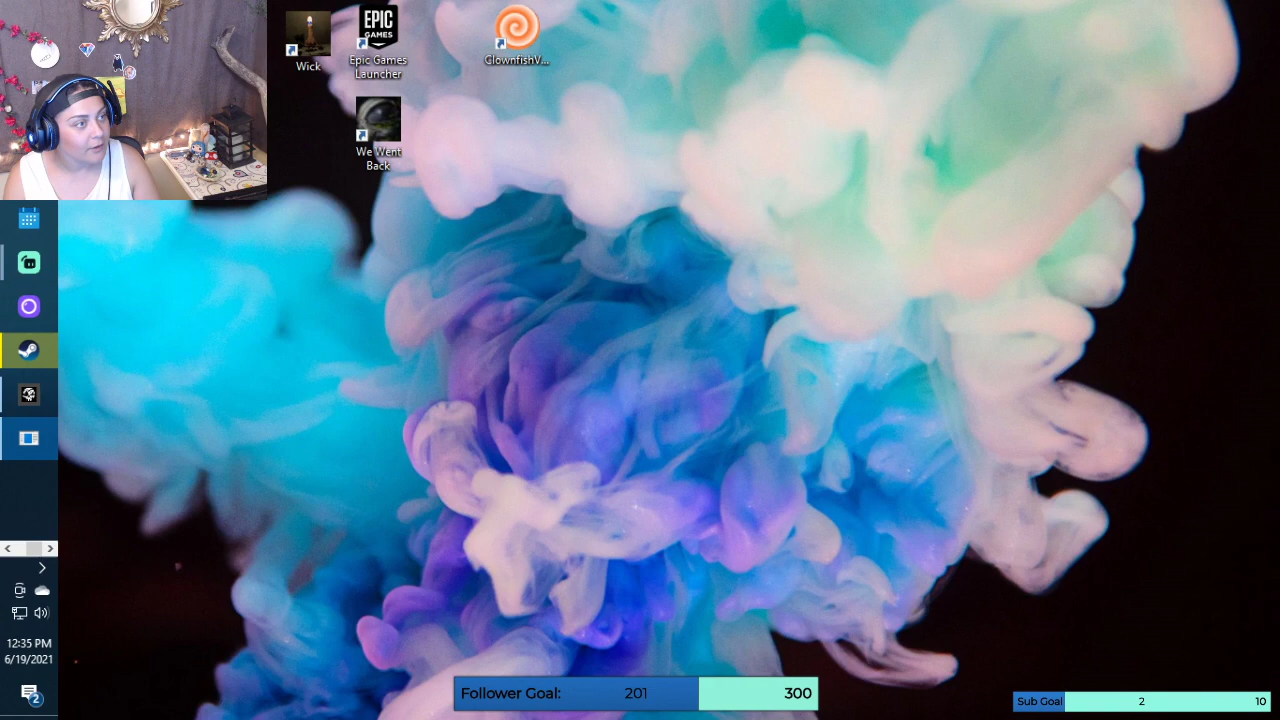 EPIC
GAMES
Wick
Epic Games
Launcher
ClownfishV...
We Went
Back
12:35 PM
6/19/2021
2
Follower Goal: 201 300
Sub Goal 2 10